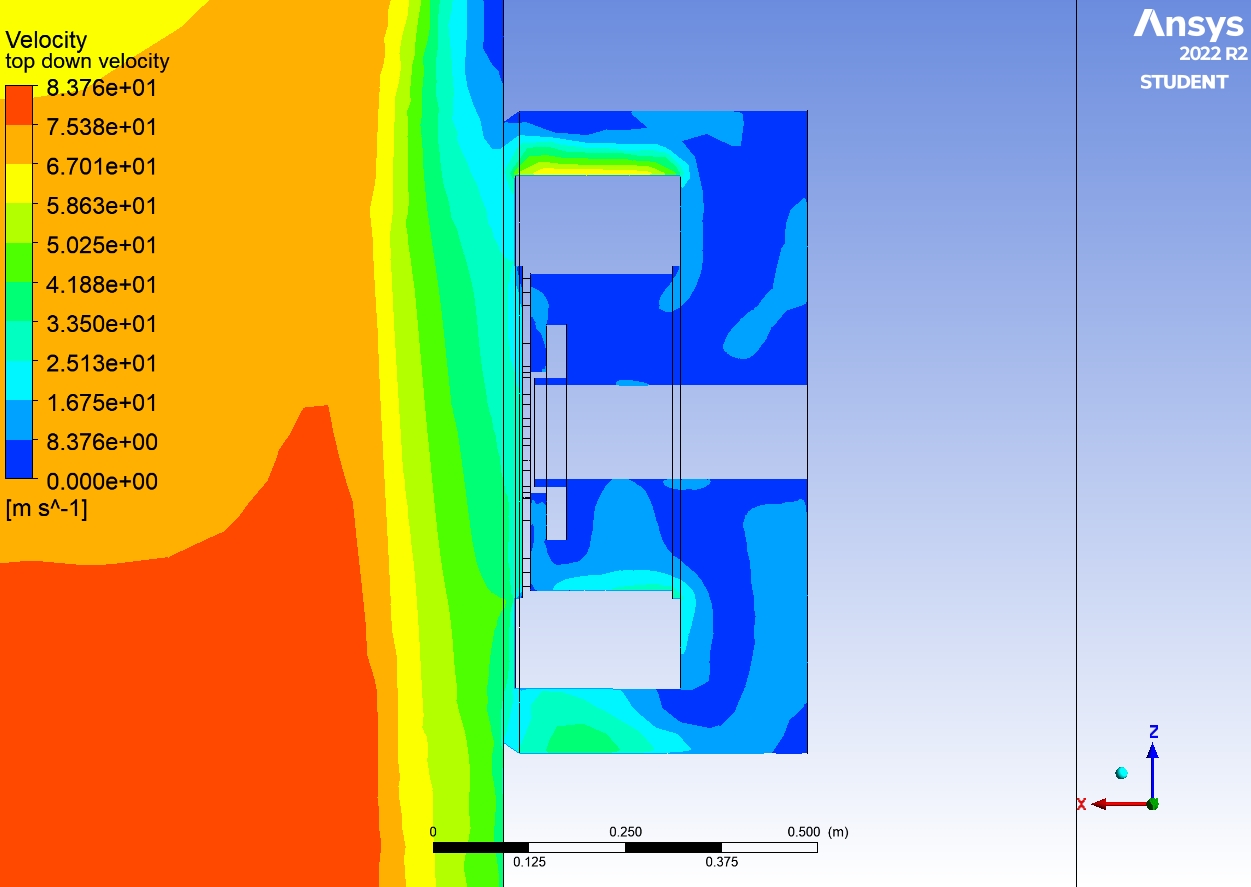 Velocity
top down velocity
8.376e+01
7.538e+01
6.701e+01
5.863e+01
5.025e+01
4.188e+01
3.350e+01
2.513e+01
1.675e+01
8.376e+00
0.000e+00
[m s^-1]
Ansys
2022 R2
STUDENT
Z
X
0 0.250 0.500 (m)
0.125 0.375